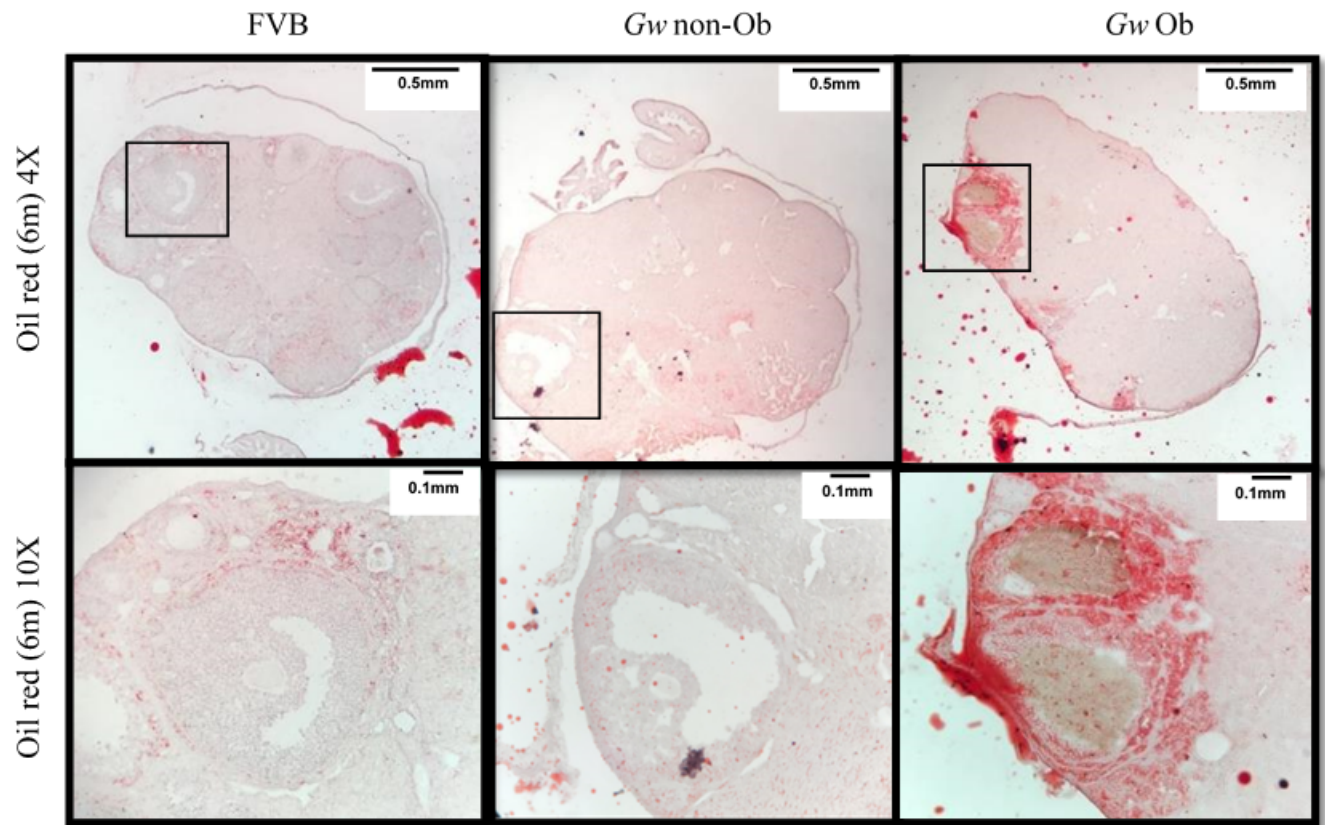 FVB
Gw non-Ob
Gw Ob
Oil red (6m) 4X
0.5mm
0.5mm
0.5mm
Oil red (6m) 10X
0.1mm
0.1mm
0.1mm